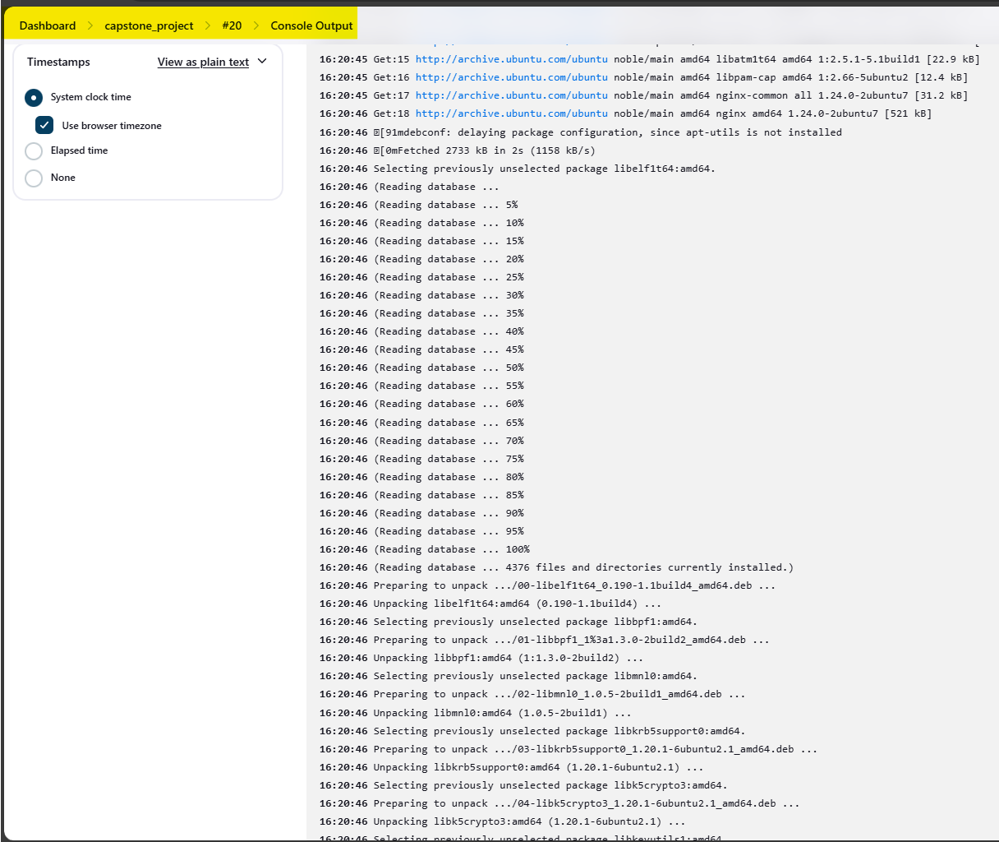 Dashboard > capstone_project > #20 > Console Output
Timestamps
View as plain text
System clock time
Use browser timezone
Elapsed time
None
16:20:45 Get:15 http://archive.ubuntu.com/ubuntu noble/main amd64 libatm1t64 amd64 1:2.5.1-5.1build1 [22.9 kB]
16:20:45 Get:16 http://archive.ubuntu.com/ubuntu noble/main amd64 libpam-cap amd64 1:2.66-5ubuntu2 [12.4 kB]
16:20:45 Get:17 http://archive.ubuntu.com/ubuntu noble/main amd64 nginx-common all 1.24.0-2ubuntu7 [31.2 kB]
16:20:46 Get:18 http://archive.ubuntu.com/ubuntu noble/main amd64 nginx amd64 1.24.0-2ubuntu7 [521 kB]
16:20:46 [91mdebconf: delaying package configuration, since apt-utils is not installed
16:20:46 [0mFetched 2733 kB in 2s (1158 kB/s)
16:20:46 Selecting previously unselected package libelf1t64:amd64.
16:20:46 (Reading database ...
16:20:46 (Reading database ... 5%
16:20:46 (Reading database ... 10%
16:20:46 (Reading database ... 15%
16:20:46 (Reading database ... 20%
16:20:46 (Reading database ... 25%
16:20:46 (Reading database ... 30%
16:20:46 (Reading database ... 35%
16:20:46 (Reading database ... 40%
16:20:46 (Reading database ... 45%
16:20:46 (Reading database ... 50%
16:20:46 (Reading database ... 55%
16:20:46 (Reading database ... 60%
16:20:46 (Reading database ... 65%
16:20:46 (Reading database ... 70%
16:20:46 (Reading database ... 75%
16:20:46 (Reading database ... 80%
16:20:46 (Reading database ... 85%
16:20:46 (Reading database ... 90%
16:20:46 (Reading database ... 95%
16:20:46 (Reading database ... 100%
16:20:46 (Reading database ... 4376 files and directories currently installed.)
16:20:46 Preparing to unpack .../00-libelf1t64_0.190-1.1build4_amd64.deb ...
16:20:46 Unpacking libelf1t64:amd64 (0.190-1.1build4) ...
16:20:46 Selecting previously unselected package libbpf1:amd64.
16:20:46 Preparing to unpack .../01-libbpf1_1%3a1.3.0-2build2_amd64.deb ...
16:20:46 Unpacking libbpf1:amd64 (1:1.3.0-2build2) ...
16:20:46 Selecting previously unselected package libmnl0:amd64.
16:20:46 Preparing to unpack .../02-libmnl0_1.0.5-2build1_amd64.deb ...
16:20:46 Unpacking libmnl0:amd64 (1.0.5-2build1) ...
16:20:46 Selecting previously unselected package libkrb5support0:amd64.
16:20:46 Preparing to unpack .../03-libkrb5support0_1.20.1-6ubuntu2.1_amd64.deb ...
16:20:46 Unpacking libkrb5support0:amd64 (1.20.1-6ubuntu2.1) ...
16:20:46 Selecting previously unselected package libk5crypto3:amd64.
16:20:46 Preparing to unpack .../04-libk5crypto3_1.20.1-6ubuntu2.1_amd64.deb ...
16:20:46 Unpacking libk5crypto3:amd64 (1.20.1-6ubuntu2.1) ...
16:20:46 Selecting previously unselected package libkeyutils1:amd64.